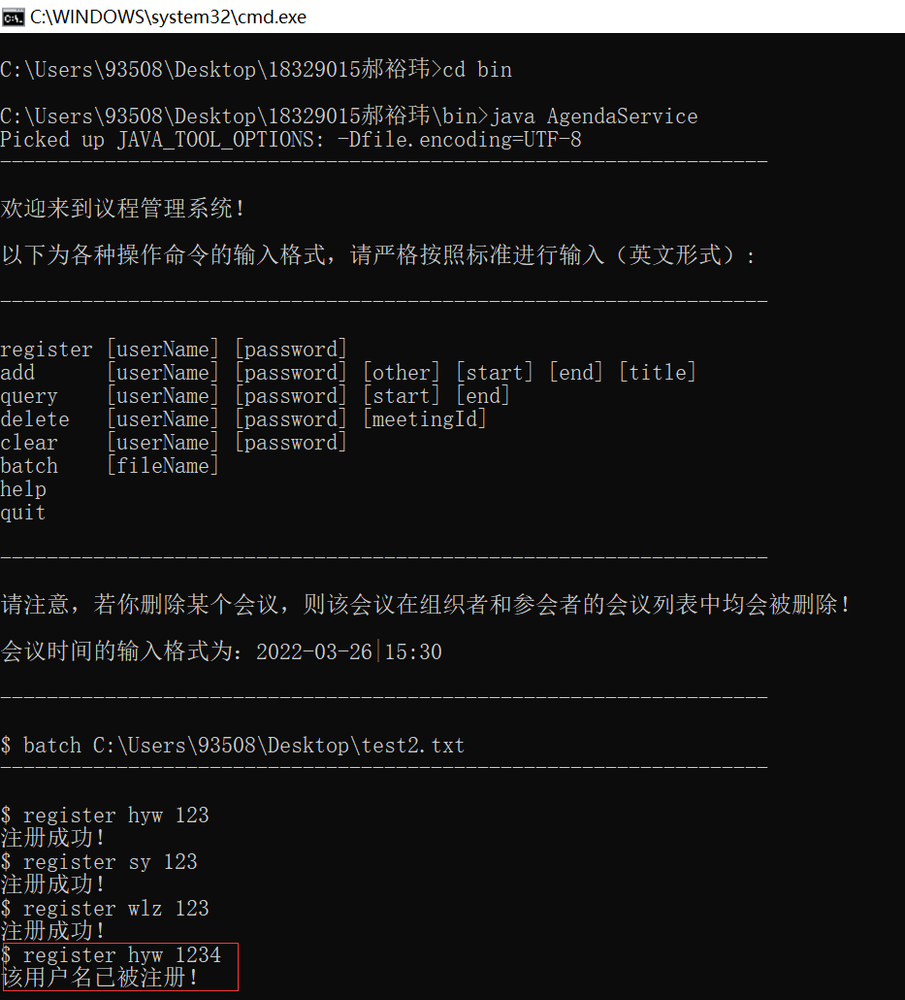 C:\WINDOWS\system32\cmd.exe
C:\Users\93508\Desktop\18329015郝裕玮>cd bin
C:\Users\93508\Desktop\18329015郝裕玮\bin>java AgendaService
Picked up JAVA_TOOL_OPTIONS: -Dfile.encoding=UTF-8
------------------------------------------------------------------
欢迎来到议程管理系统！
以下为各种操作命令的输入格式，请严格按照标准进行输入（英文形式）：
------------------------------------------------------------------
register [userName] [password]
add      [userName] [password] [other] [start] [end] [title]
query    [userName] [password] [start] [end]
delete   [userName] [password] [meetingId]
clear    [userName] [password]
batch    [fileName]
help
quit
------------------------------------------------------------------
请注意，若你删除某个会议，则该会议在组织者和参会者的会议列表中均会被删除！
会议时间的输入格式为：2022-03-26|15:30
------------------------------------------------------------------
$ batch C:\Users\93508\Desktop\test2.txt
------------------------------------------------------------------
$ register hyw 123
注册成功！
$ register sy 123
注册成功！
$ register wlz 123
注册成功！
$ register hyw 1234
该用户名已被注册！